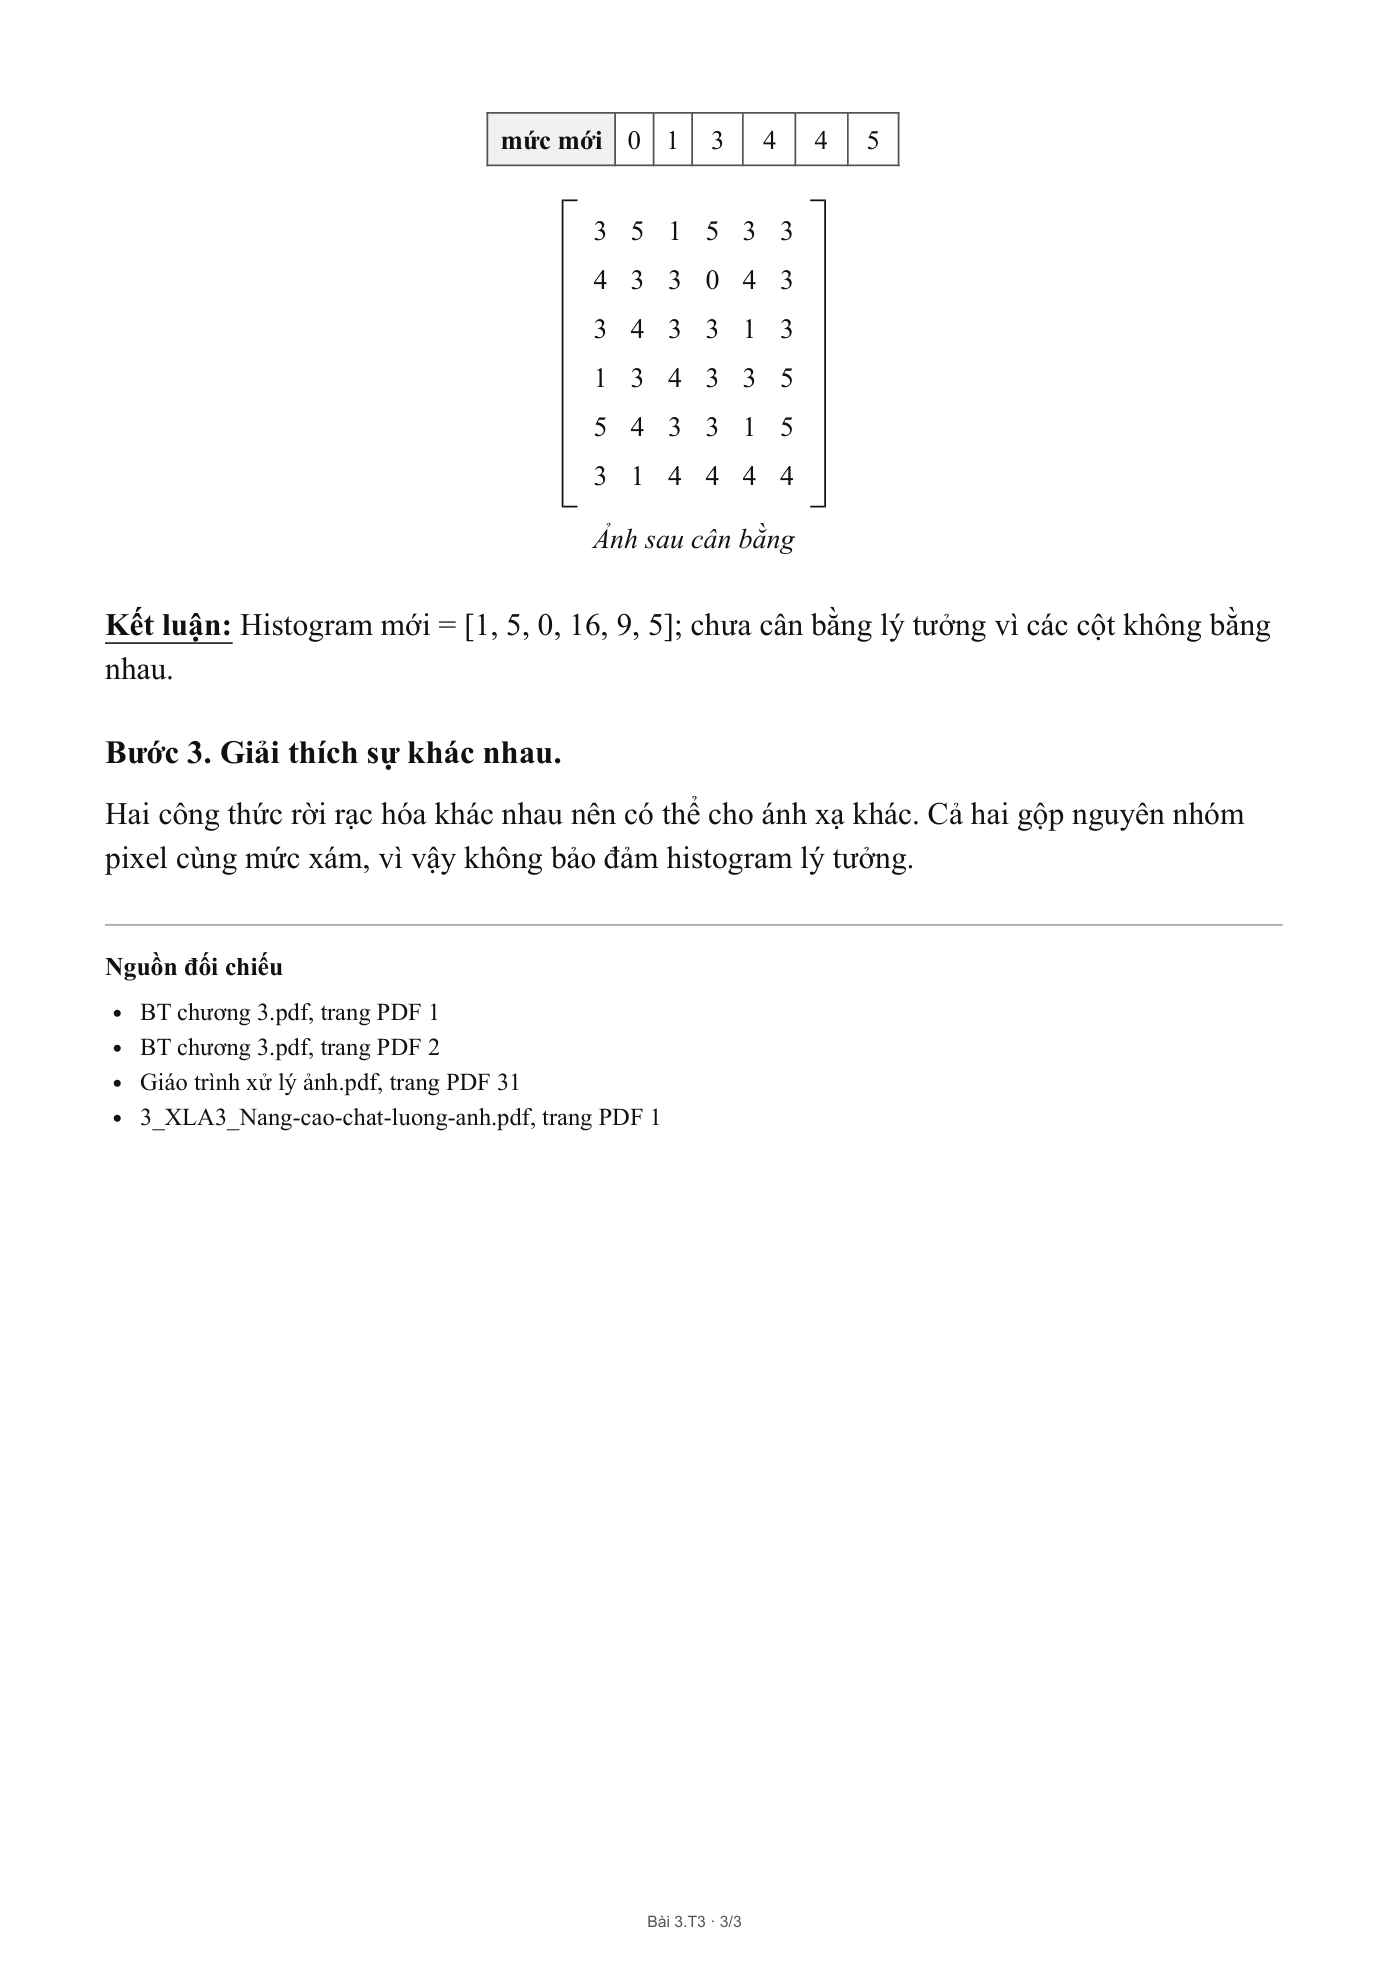 mức mới 0 1 3 4 4 5
3 5 1 5 3 3
4 3 3 0 4 3
3 4 3 3 1 3
1 3 4 3 3 5
5 4 3 3 1 5
3 1 4 4 4 4
Ảnh sau cân bằng
Kết luận: Histogram mới = [1, 5, 0, 16, 9, 5]; chưa cân bằng lý tưởng vì các cột không bằng
nhau.
Bước 3. Giải thích sự khác nhau.
Hai công thức rời rạc hóa khác nhau nên có thể cho ánh xạ khác. Cả hai gộp nguyên nhóm
pixel cùng mức xám, vì vậy không bảo đảm histogram lý tưởng.
Nguồn đối chiếu
• BT chương 3.pdf, trang PDF 1
• BT chương 3.pdf, trang PDF 2
• Giáo trình xử lý ảnh.pdf, trang PDF 31
• 3_XLA3_Nang-cao-chat-luong-anh.pdf, trang PDF 1
Bài 3.T3 · 3/3